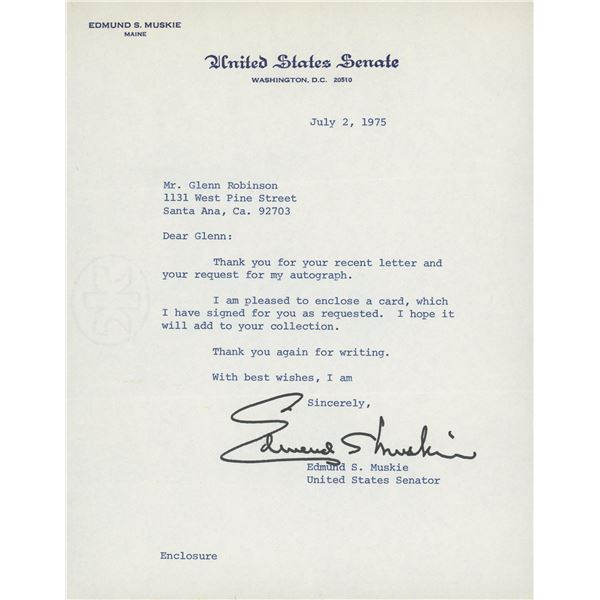 EDMUND S. MUSKIE
MAINE
United States Senate
WASHINGTON, D.C. 20510
July 2, 1975
Mr. Glenn Robinson
1131 West Pine Street
Santa Ana, Ca. 92703
Dear Glenn:
Thank you for your recent letter and
your request for my autograph.
I am pleased to enclose a card, which
I have signed for you as requested. I hope it
will add to your collection.
Thank you again for writing.
With best wishes, I am
Sincerely,
Edmund S Muskie
Edmund S. Muskie
United States Senator
Enclosure